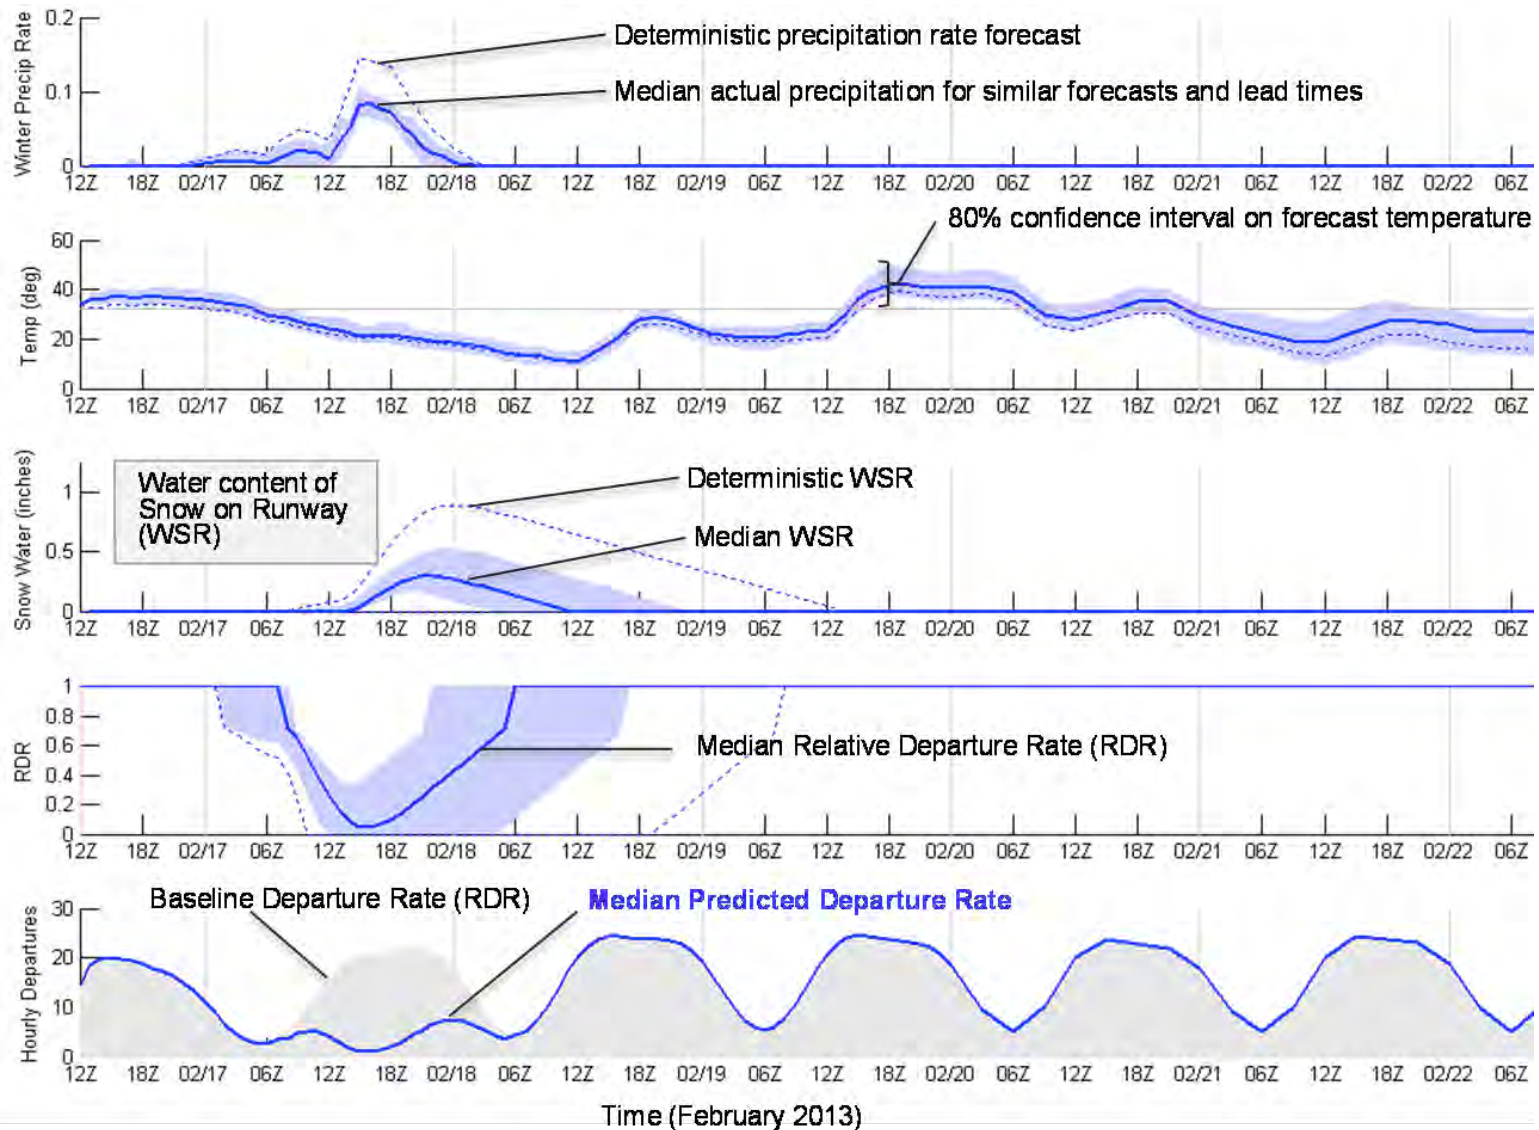 0.2
Deterministic precipitation rate forecast
0.1
Median actual precipitation for similar forecasts and lead times
Winter Precip Rate
0
12Z 18Z 02/17 06Z 12Z 18Z 02/18 06Z 12Z 18Z 02/19 06Z 12Z 18Z 02/20 06Z 12Z 18Z 02/21 06Z 12Z 18Z 02/22 06Z
80% confidence interval on forecast temperature
60
40
20
0
Temp (deg)
12Z 18Z 02/17 06Z 12Z 18Z 02/18 06Z 12Z 18Z 02/19 06Z 12Z 18Z 02/20 06Z 12Z 18Z 02/21 06Z 12Z 18Z 02/22 06Z
Water content of
Snow on Runway
(WSR)
Deterministic WSR
Median WSR
1
0.5
0
Snow Water (inches)
12Z 18Z 02/17 06Z 12Z 18Z 02/18 06Z 12Z 18Z 02/19 06Z 12Z 18Z 02/20 06Z 12Z 18Z 02/21 06Z 12Z 18Z 02/22 06Z
1
0.8
0.6
0.4
0.2
0
RDR
Median Relative Departure Rate (RDR)
12Z 18Z 02/17 06Z 12Z 18Z 02/18 06Z 12Z 18Z 02/19 06Z 12Z 18Z 02/20 06Z 12Z 18Z 02/21 06Z 12Z 18Z 02/22 06Z
Baseline Departure Rate (RDR)
Median Predicted Departure Rate
30
20
10
0
Hourly Departures
12Z 18Z 02/17 06Z 12Z 18Z 02/18 06Z 12Z 18Z 02/19 06Z 12Z 18Z 02/20 06Z 12Z 18Z 02/21 06Z 12Z 18Z 02/22 06Z
Time (February 2013)